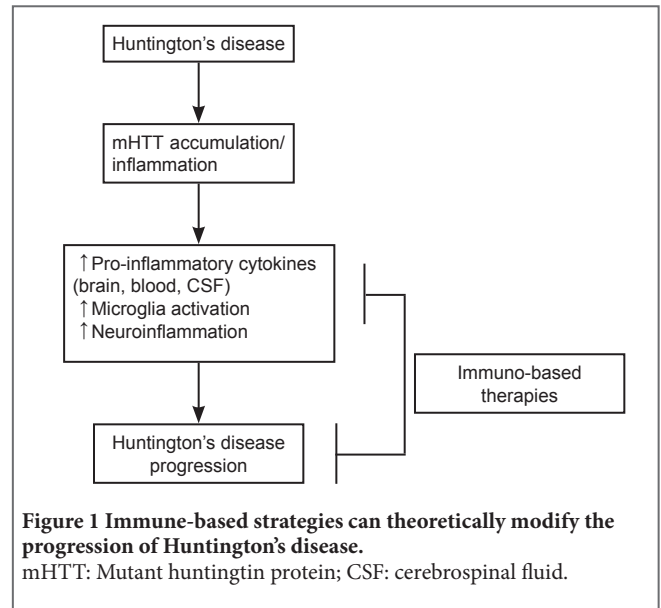 Huntington's disease
mHTT accumulation/
inflammation
↑Pro-inflammatory cytokines
(brain, blood, CSF)
↑Microglia activation
↑Neuroinflammation
Immuno-based
therapies
Huntington's disease
progression
Figure 1 Immune-based strategies can theoretically modify the
progression of Huntington's disease.
mHTT: Mutant huntingtin protein; CSF: cerebrospinal fluid.